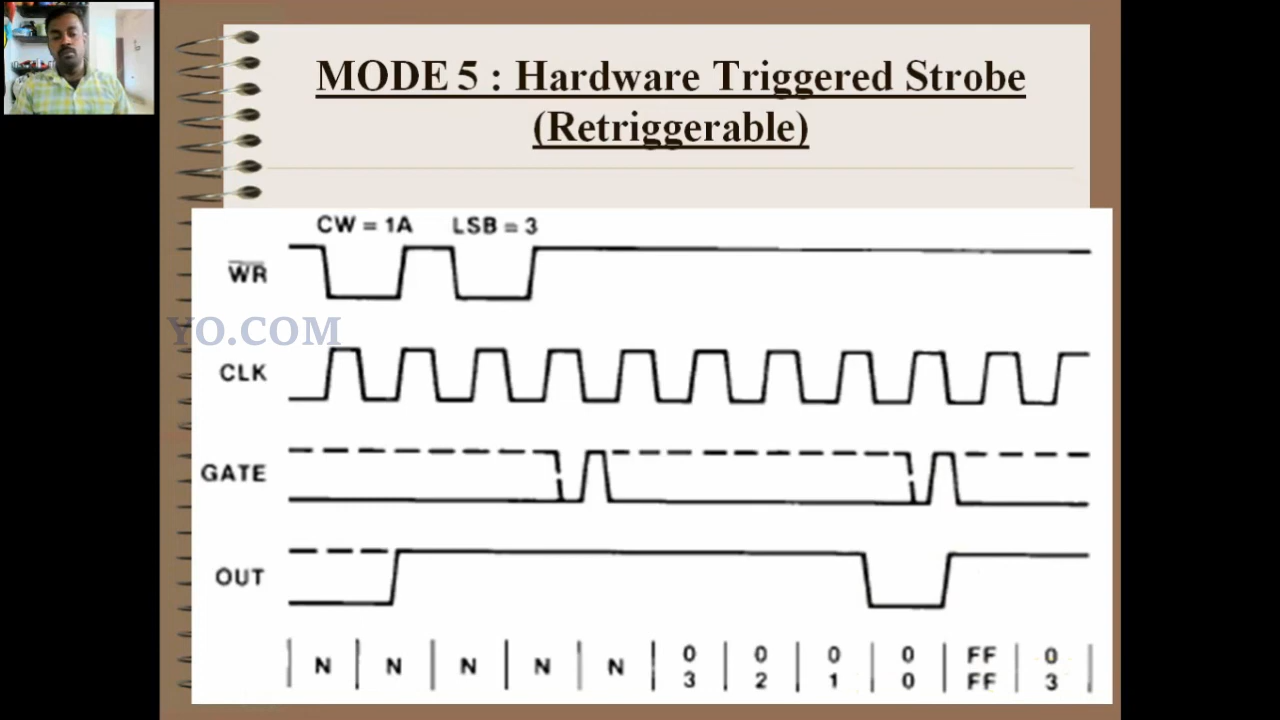 MODE 5 : Hardware Triggered Strobe
(Retriggerable)
CW = 1A LSB = 3
WR
YO.COM
CLK
GATE
OUT
N N N N N 0 0 0 0 FF 0
3 2 1 0 FF 3